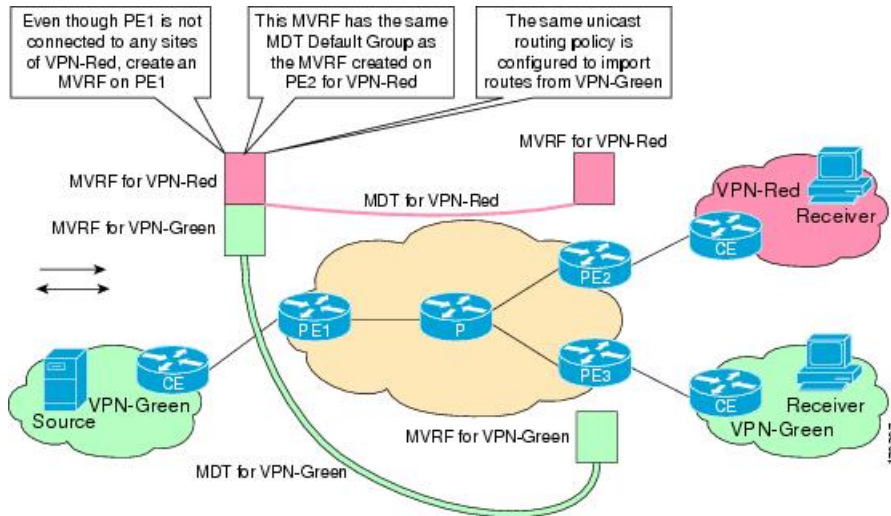 Even though PE1 is not
connected to any sites
of VPN-Red, create an
MVRF on PE1
This MVRF has the same
MDT Default Group as
the MVRF created on
PE2 for VPN-Red
The same unicast
routing policy is
configured to import
routes from VPN-Green
MVRF for VPN-Red
MVRF for VPN-Red
MDT for VPN-Red
MVRF for VPN-Green
VPN-Red
Receiver
CE
PE2
PE1
P
PE3
CE
VPN-Green
Source
CE
Receiver
VPN-Green
MVRF for VPN-Green
MDT for VPN-Green